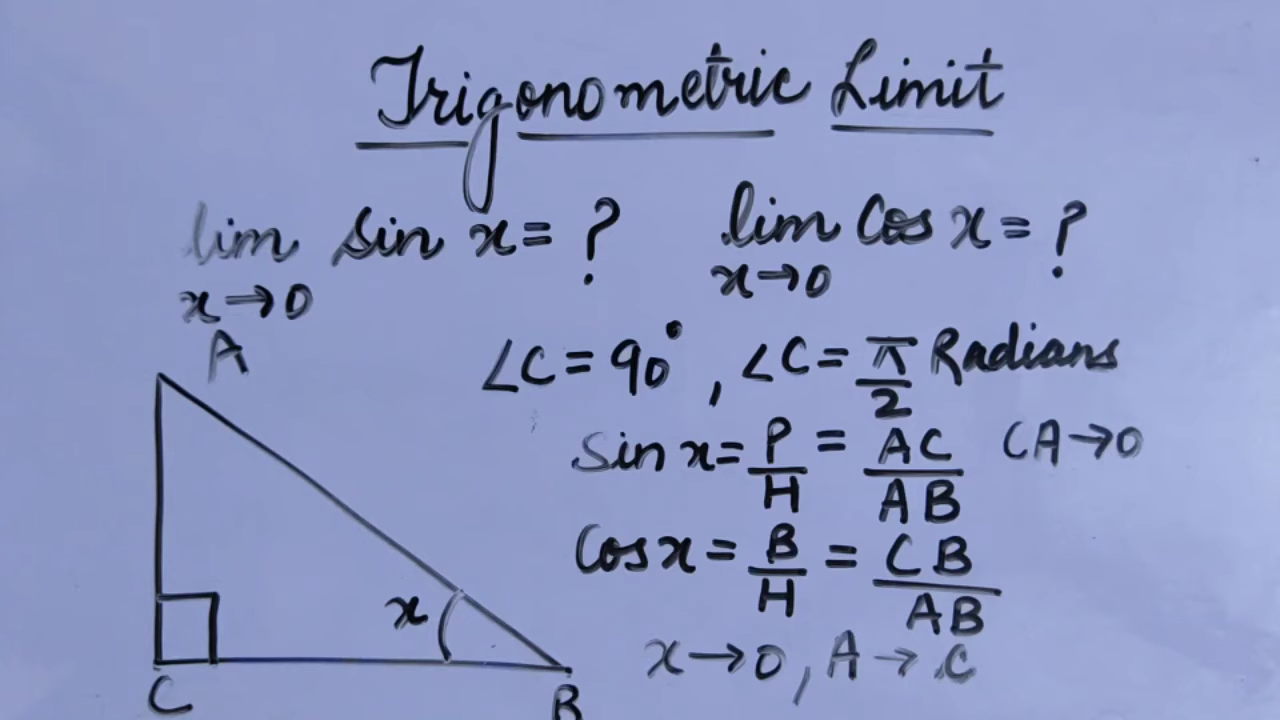 Trigonometric Limit
lim sin x = ? lim Cos x = ?
x→0 x→0
A
∠C = 90°, ∠C = π/2 Radians
Sin x = P/H = AC/AB CA→0
Cos x = B/H = CB/AB
x
x→0, A→C
C B